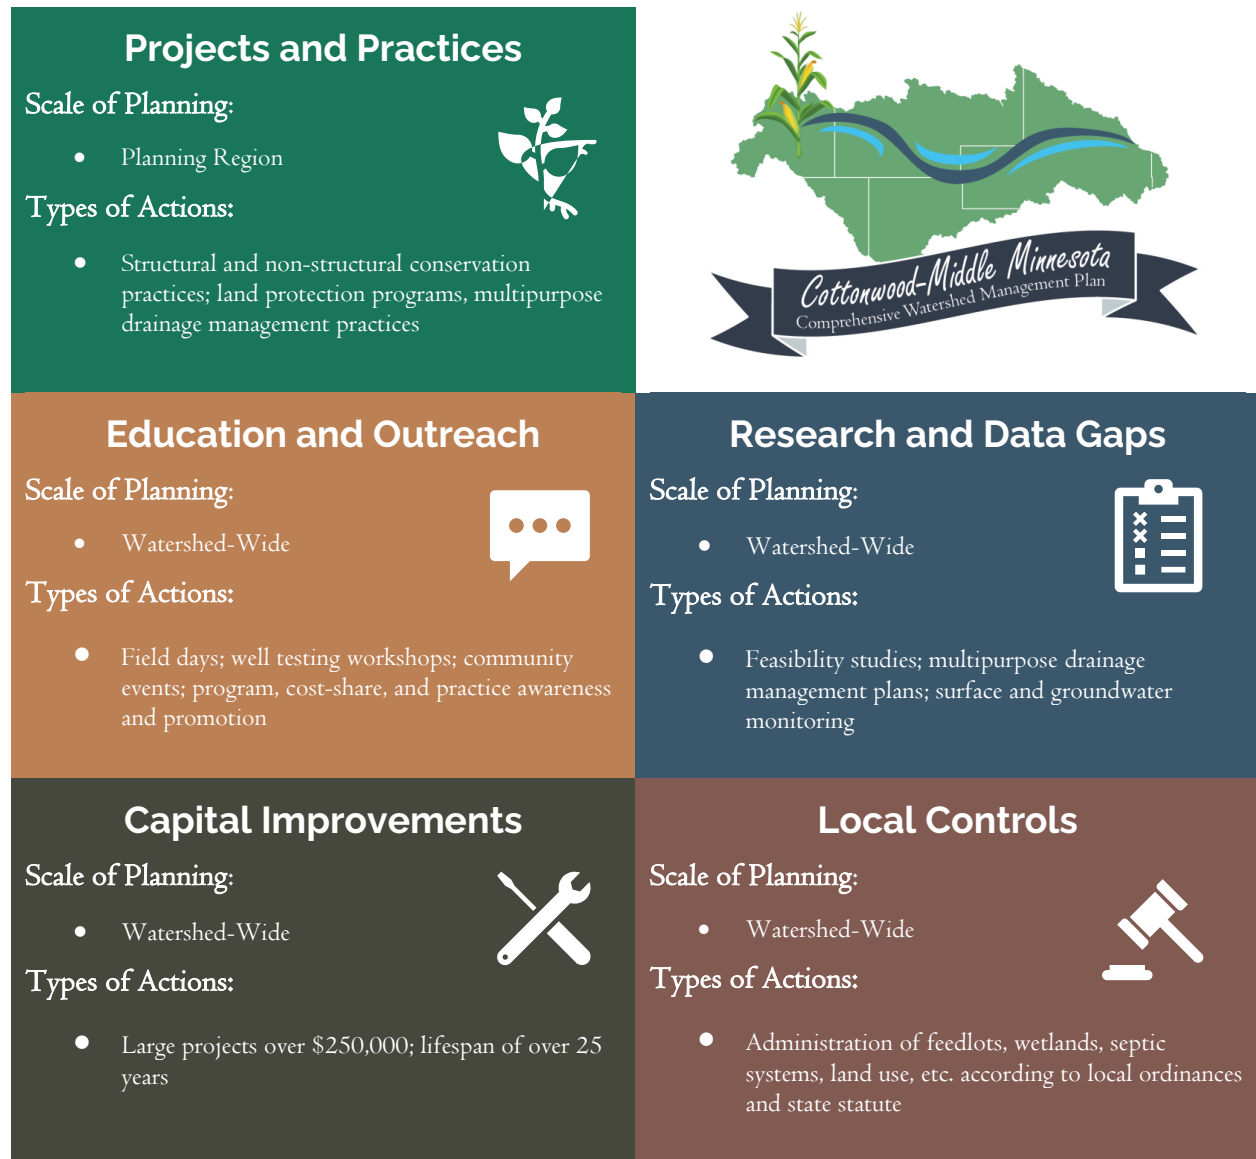 Projects and Practices
Scale of Planning:
• Planning Region
Types of Actions:
• Structural and non-structural conservation
practices; land protection programs, multipurpose
drainage management practices
Cottonwood-Middle Minnesota
Comprehensive Watershed Management Plan
Education and Outreach
Scale of Planning:
• Watershed-Wide
Types of Actions:
• Field days; well testing workshops; community
events; program, cost-share, and practice awareness
and promotion
Research and Data Gaps
Scale of Planning:
• Watershed-Wide
Types of Actions:
• Feasibility studies; multipurpose drainage
management plans; surface and groundwater
monitoring
Capital Improvements
Scale of Planning:
• Watershed-Wide
Types of Actions:
• Large projects over $250,000; lifespan of over 25
years
Local Controls
Scale of Planning:
• Watershed-Wide
Types of Actions:
• Administration of feedlots, wetlands, septic
systems, land use, etc. according to local ordinances
and state statute